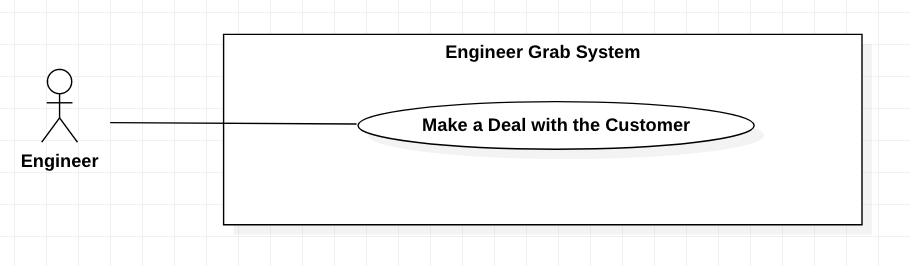 Engineer Grab System
Make a Deal with the Customer
Engineer